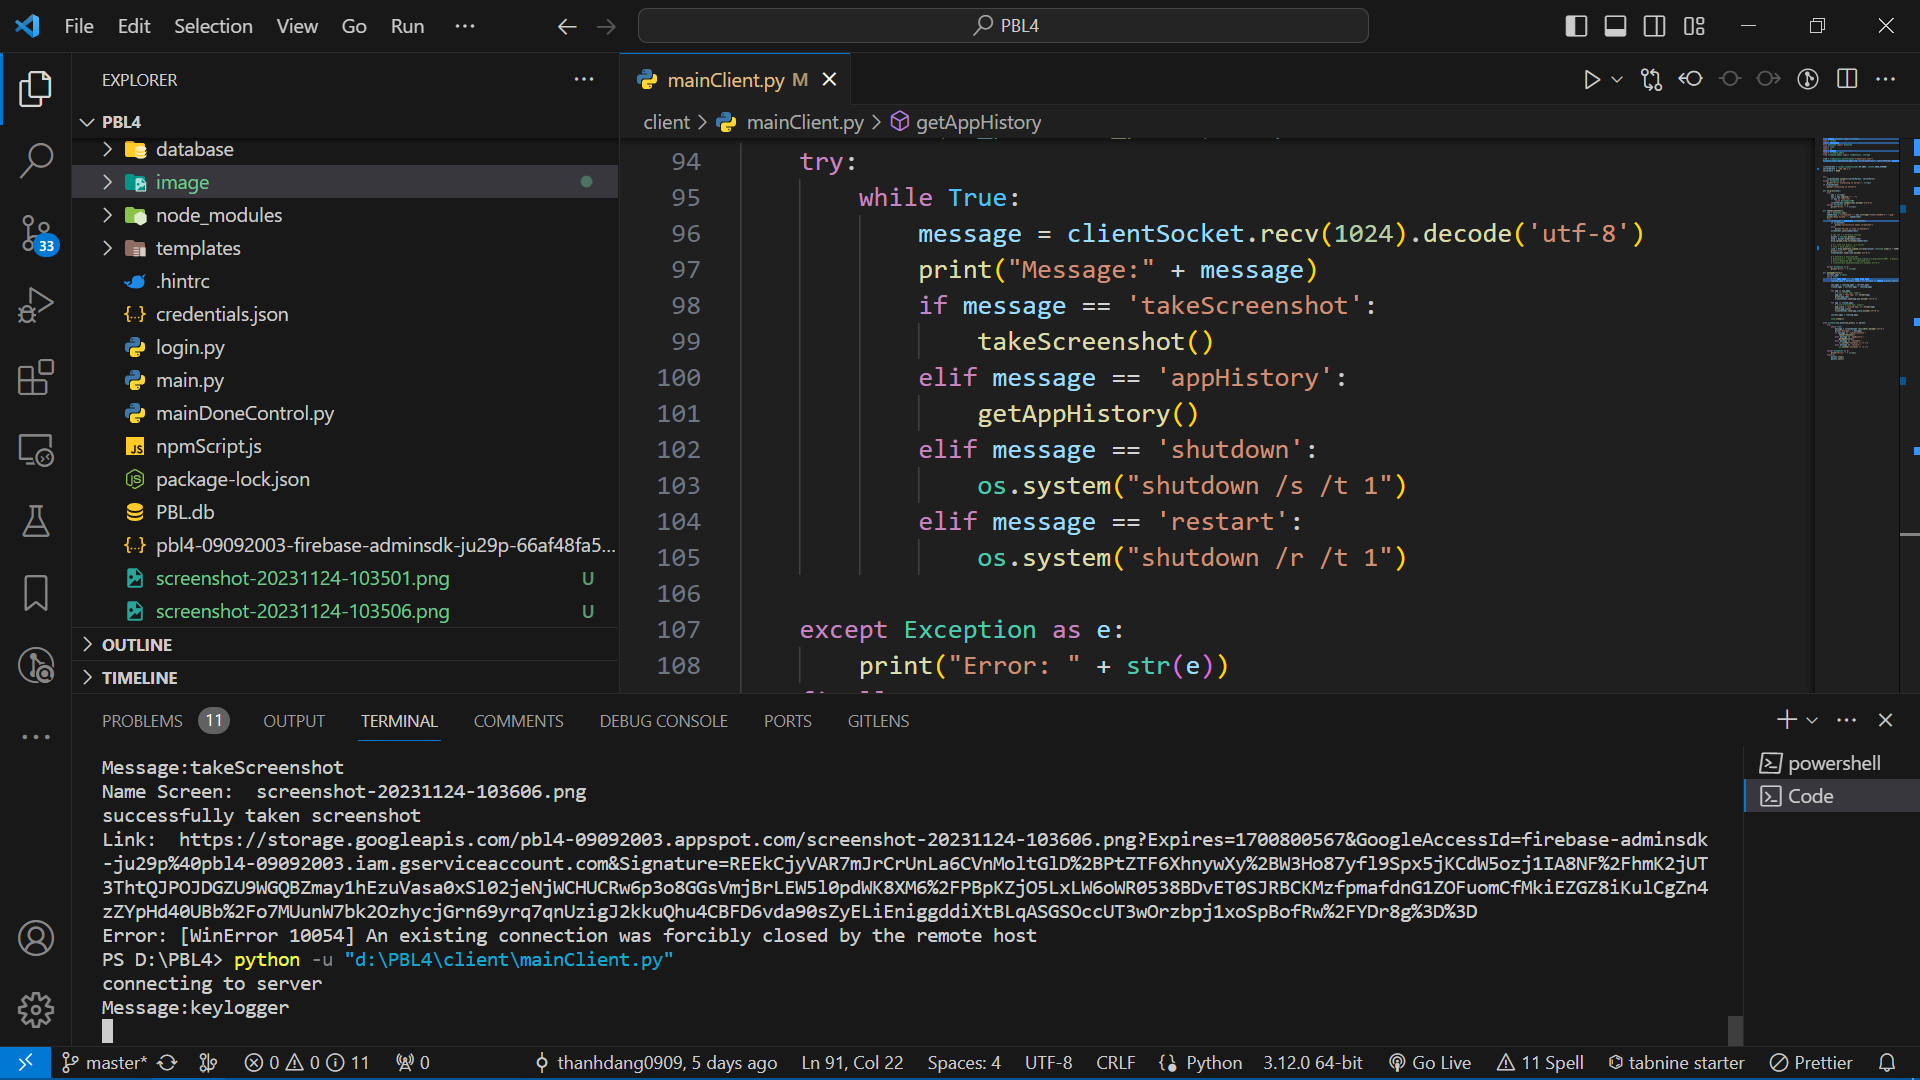 File Edit Selection View Go Run ···
PBL4
EXPLORER
PBL4
database
image
node_modules
templates
.hintrc
credentials.json
login.py
main.py
mainDoneControl.py
npmScript.js
package-lock.json
PBL.db
pbl4-09092003-firebase-adminsdk-ju29p-66af48fa5...
screenshot-20231124-103501.png U
screenshot-20231124-103506.png U
OUTLINE
TIMELINE
33
mainClient.py M
client > mainClient.py > getAppHistory
94 try:
95 while True:
96 message = clientSocket.recv(1024).decode('utf-8')
97 print("Message:" + message)
98 if message == 'takeScreenshot':
99 takeScreenshot()
100 elif message == 'appHistory':
101 getAppHistory()
102 elif message == 'shutdown':
103 os.system("shutdown /s /t 1")
104 elif message == 'restart':
105 os.system("shutdown /r /t 1")
106
107 except Exception as e:
108 print("Error: " + str(e))
PROBLEMS 11 OUTPUT TERMINAL COMMENTS DEBUG CONSOLE PORTS GITLENS
Message:takeScreenshot
Name Screen:  screenshot-20231124-103606.png
successfully taken screenshot
Link:  https://storage.googleapis.com/pbl4-09092003.appspot.com/screenshot-20231124-103606.png?Expires=1700800567&GoogleAccessId=firebase-adminsdk
-ju29p%40pbl4-09092003.iam.gserviceaccount.com&Signature=REEkCjyVAR7mJrCrUnLa6CVnMoltGlD%2BPtZTF6XhnywXy%2BW3Ho87yfl9Spx5jKCdW5ozj1IA8NF%2FhmK2jUT
3ThtQJPOJDGZU9WGQBZmay1hEzuVasa0xSl02jeNjWCHUCRw6p3o8GGsVmjBrLEW5l0pdWK8XM6%2FPBpKZjO5LxLW6oWR0538BDvET0SJRBCKMzfpmafdnG1ZOFuomCfMkiEZGZ8iKulCgZn4
zZYpHd40UBb%2Fo7MUunW7bk2OzhycjGrn69yrq7qnUzigJ2kkuQhu4CBFD6vda90sZyELiEniggddiXtBLqASGSOccUT3wOrzbpj1xoSpBofRw%2FYDr8g%3D%3D
Error: [WinError 10054] An existing connection was forcibly closed by the remote host
PS D:\PBL4> python -u "d:\PBL4\client\mainClient.py"
connecting to server
Message:keylogger
powershell
Code
master* 0 0 11 0 thanhdang0909, 5 days ago Ln 91, Col 22 Spaces: 4 UTF-8 CRLF Python 3.12.0 64-bit Go Live 11 Spell tabnine starter Prettier